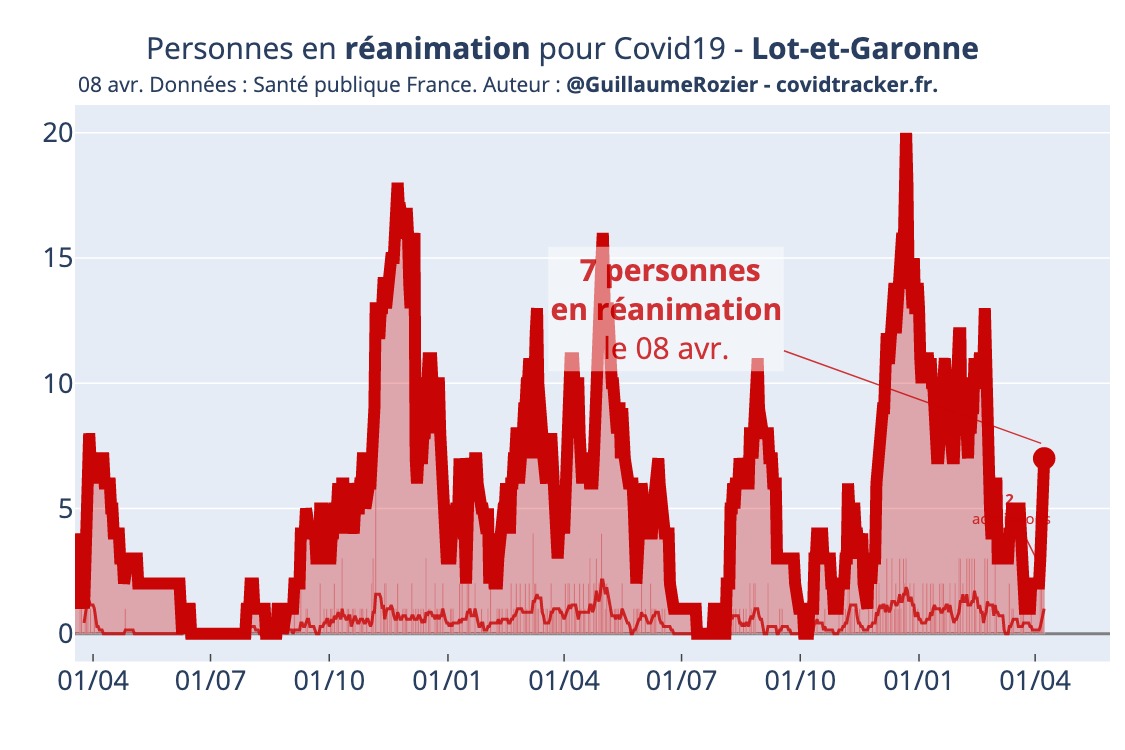 Personnes en réanimation pour Covid19 - Lot-et-Garonne
08 avr. Données : Santé publique France. Auteur : @GuillaumeRozier - covidtracker.fr.
20
15
10
5
0
7 personnes
en réanimation
le 08 avr.
?
01/04 01/07 01/10 01/01 01/04 01/07 01/10 01/01 01/04